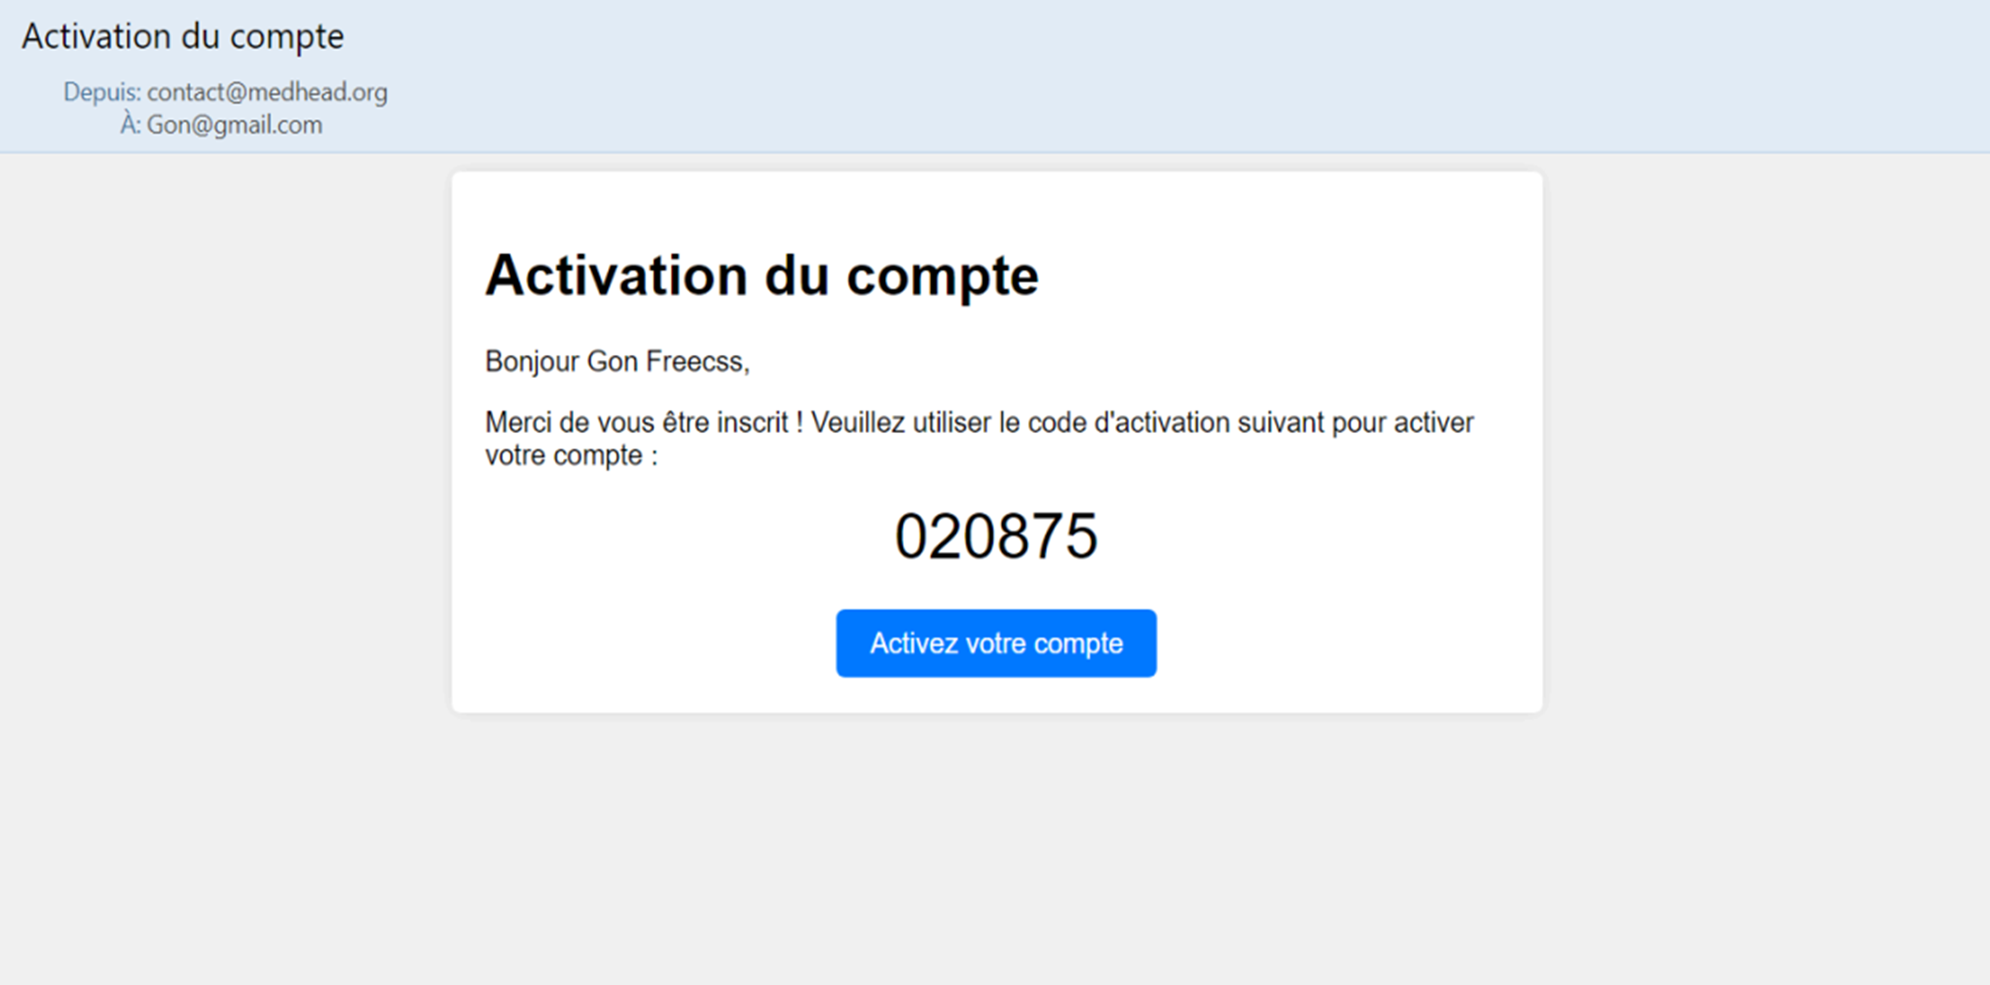 Activation du compte
Depuis: contact@medhead.org
À: Gon@gmail.com
Activation du compte
Bonjour Gon Freecss,
Merci de vous être inscrit ! Veuillez utiliser le code d'activation suivant pour activer
votre compte :
020875
Activez votre compte